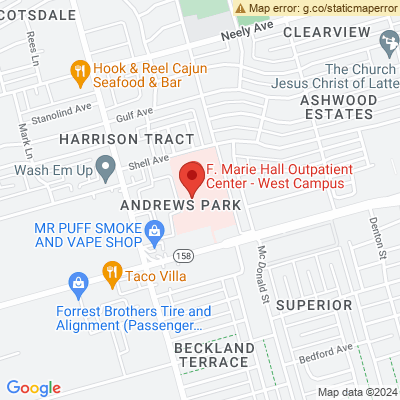 COTSDALE
Map error: g.co/staticmaperror
Rees Ln
Neely Ave
CLEARVIEW
Hook & Reel Cajun
Seafood & Bar
The Church
Jesus Christ of Latte
Stanolind Ave
Gulf Ave
ASHWOOD
ESTATES
Mark Ln
HARRISON TRACT
Shell Ave
Wash Em Up
F. Marie Hall Outpatient
Center - West Campus
ANDREWS PARK
MR PUFF SMOKE
AND VAPE SHOP
Denton St
158
Mc Donald St
Taco Villa
Forrest Brothers Tire and
Alignment (Passenger...
SUPERIOR
BECKLAND
TERRACE
Bedford Ave
Google
Map data ©2024